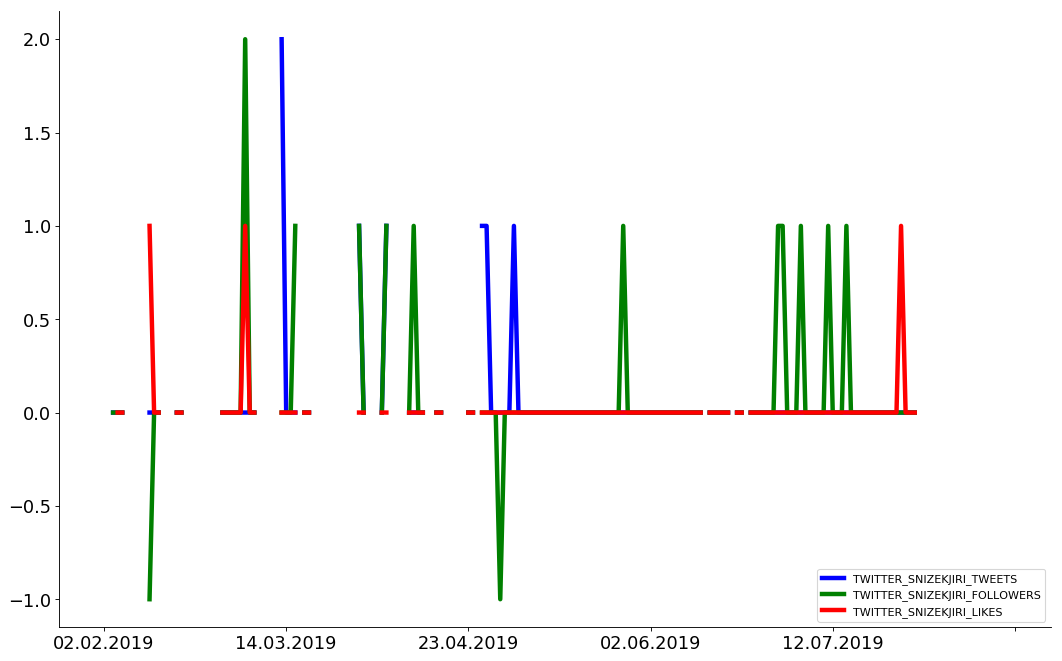 2.0
1.5
1.0
0.5
0.0
−0.5
−1.0
02.02.2019 14.03.2019 23.04.2019 02.06.2019 12.07.2019
TWITTER_SNIZEKJIRI_TWEETS
TWITTER_SNIZEKJIRI_FOLLOWERS
TWITTER_SNIZEKJIRI_LIKES